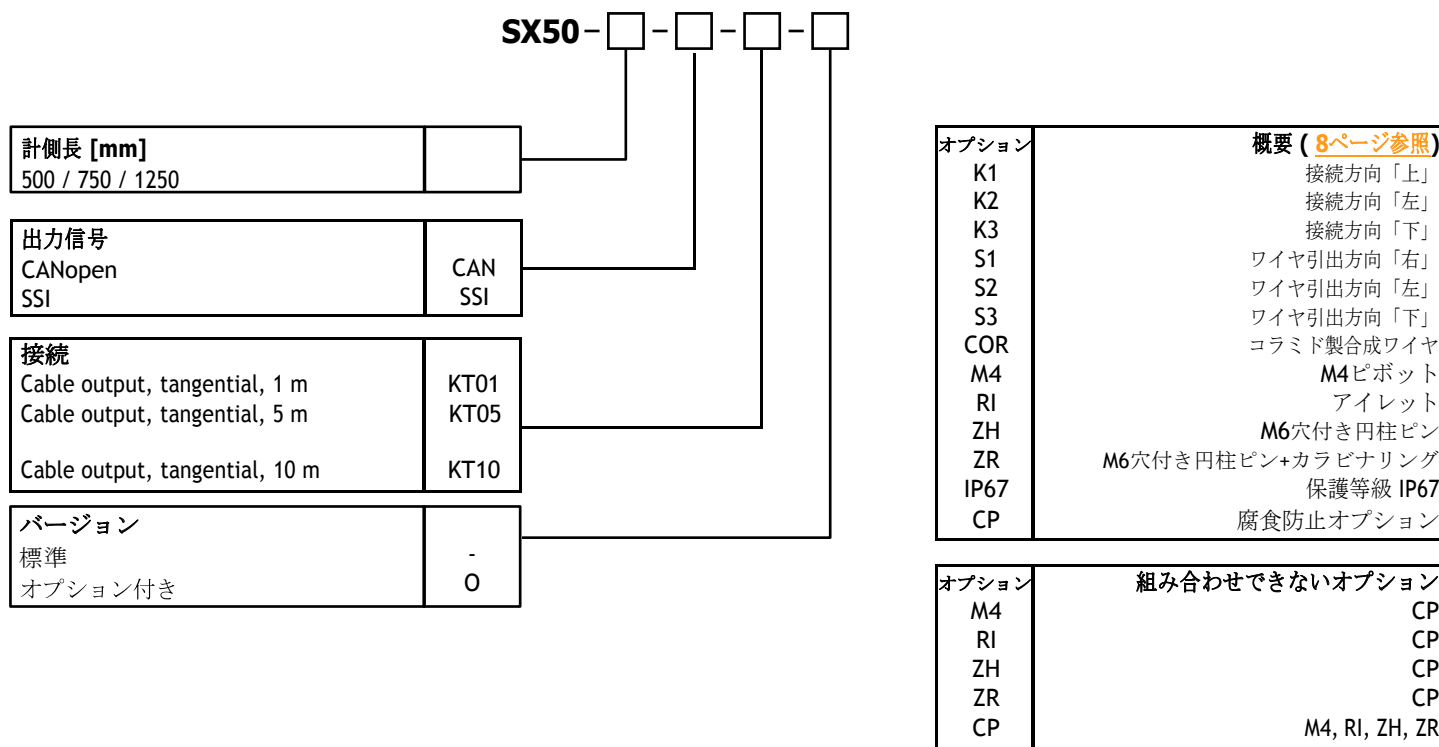 SX50- - - -
計側長 [mm]
500 / 750 / 1250
出力信号
CANopen CAN
SSI SSI
接続
Cable output, tangential, 1 m KT01
Cable output, tangential, 5 m KT05
Cable output, tangential, 10 m KT10
バージョン
標準 -
オプション付き O
オプション 概要 ( 8ページ参照)
K1 接続方向「上」
K2 接続方向「左」
K3 接続方向「下」
S1 ワイヤ引出方向「右」
S2 ワイヤ引出方向「左」
S3 ワイヤ引出方向「下」
COR コラミド製合成ワイヤ
M4 M4ピボット
RI アイレット
ZH M6穴付き円柱ピン
ZR M6穴付き円柱ピン+カラビナリング
IP67 保護等級 IP67
CP 腐食防止オプション
オプション 組み合わせできないオプション
M4 CP
RI CP
ZH CP
ZR CP
CP M4, RI, ZH, ZR